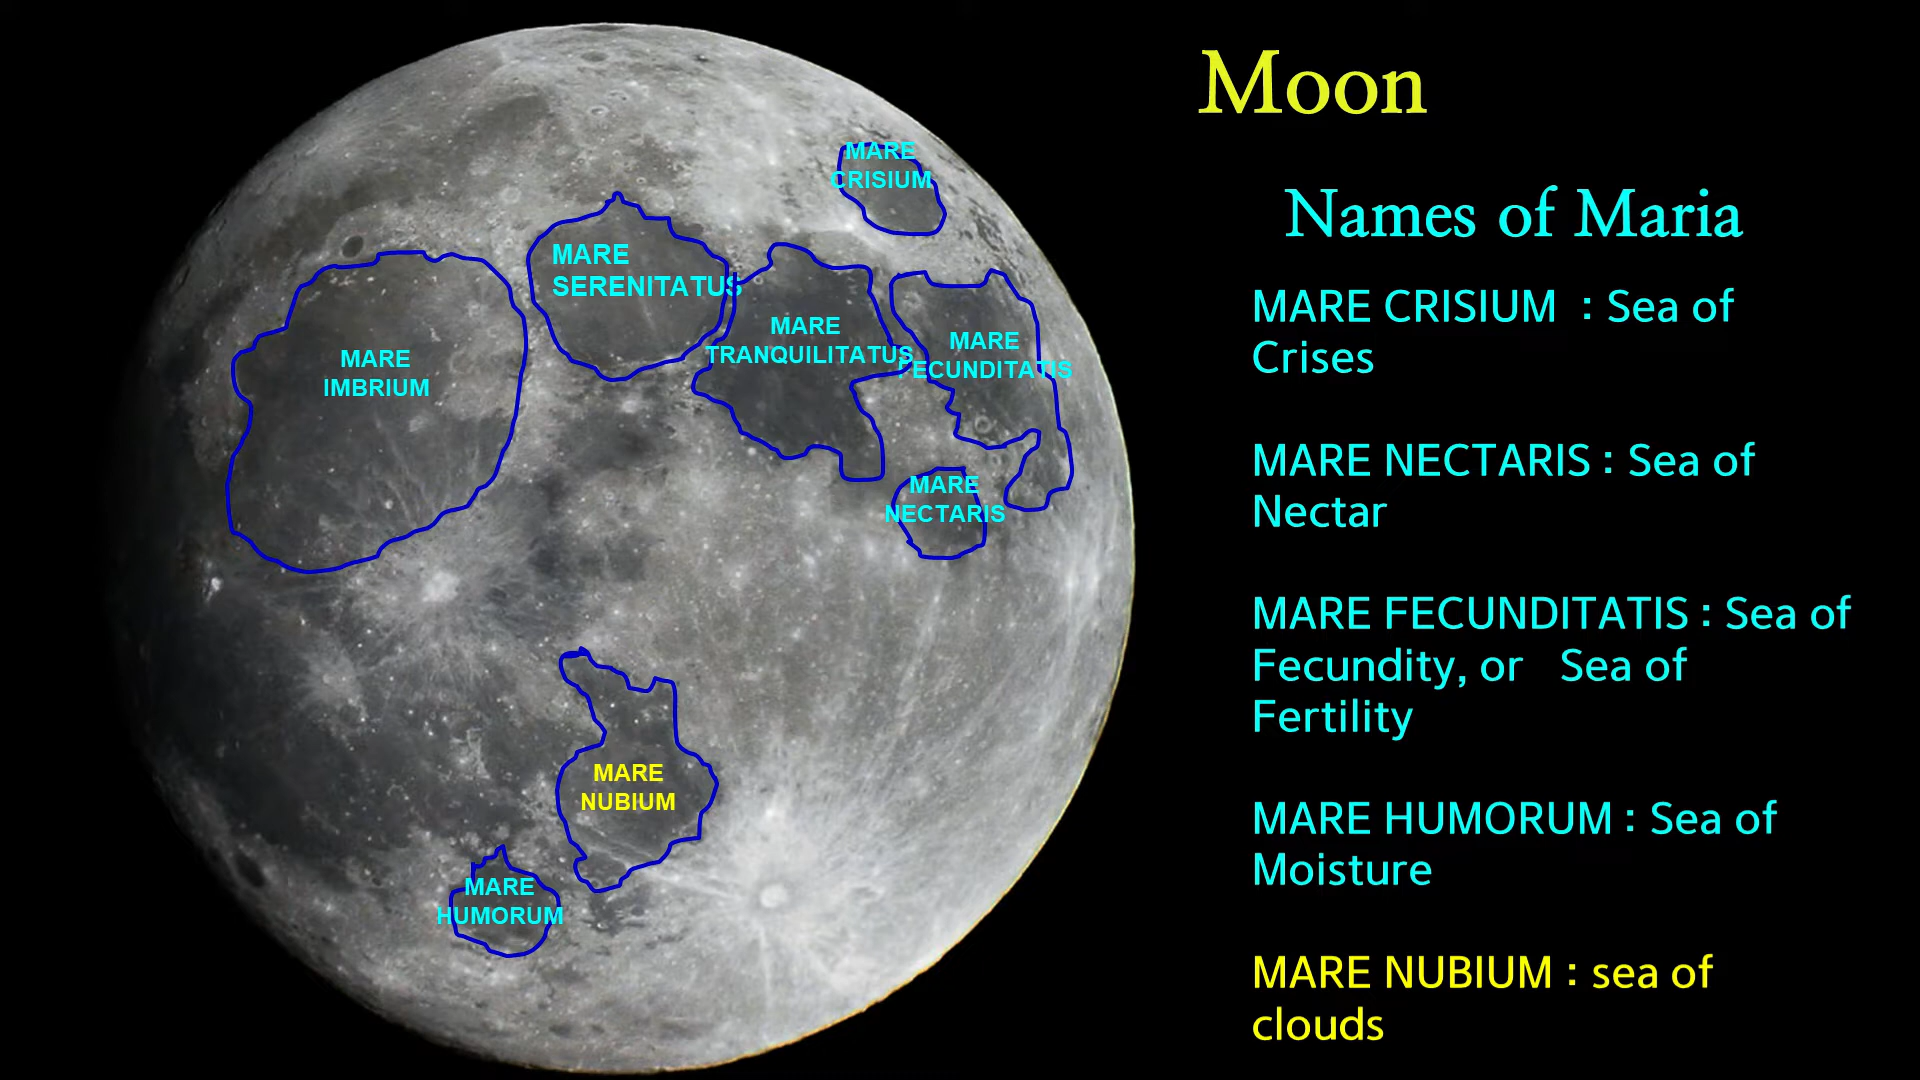 Moon
Names of Maria
MARE
CRISIUM
MARE
SERENITATUS
MARE
TRANQUILITATUS
MARE
FECUNDITATIS
MARE
IMBRIUM
MARE
NECTARIS
MARE
NUBIUM
MARE
HUMORUM
MARE CRISIUM  : Sea of
Crises
MARE NECTARIS : Sea of
Nectar
MARE FECUNDITATIS : Sea of
Fecundity, or   Sea of
Fertility
MARE HUMORUM : Sea of
Moisture
MARE NUBIUM : sea of
clouds